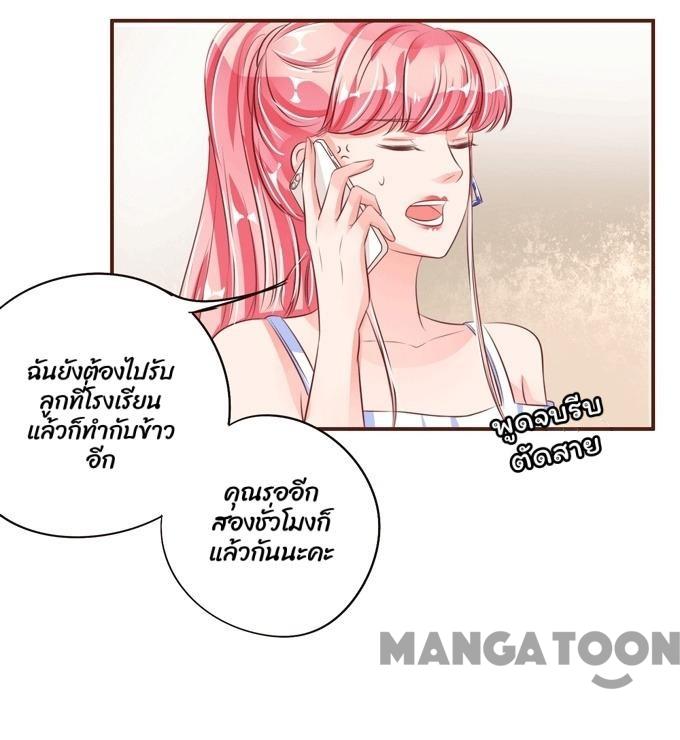 ฉันยังต้องไปรับ
ลูกที่โรงเรียน
แล้วก็ทำกับข้าว
อีก
คุณรออีก
สองชั่วโมงก็
แล้วกันนะคะ
พูดจบรีบ
ตัดสาย
MANGATOON